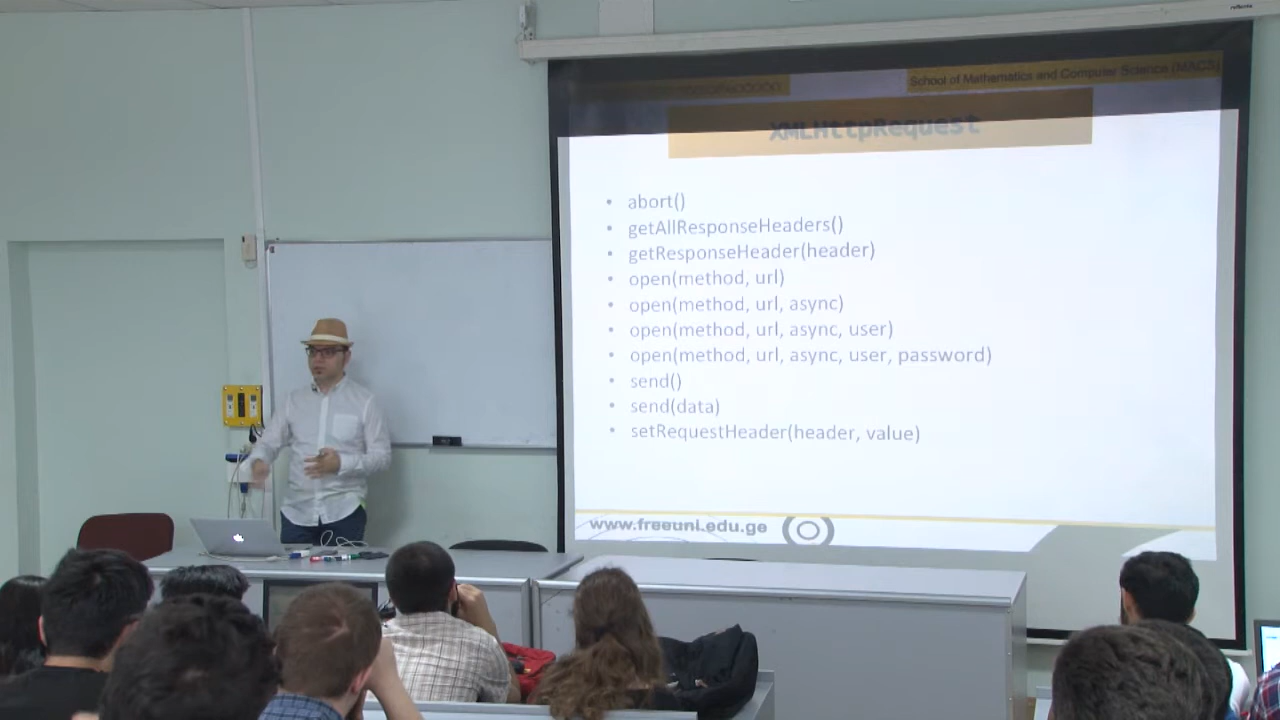 School of Mathematics and Computer Science (MACS)
XMLHttpRequest
• abort()
• getAllResponseHeaders()
• getResponseHeader(header)
• open(method, url)
• open(method, url, async)
• open(method, url, async, user)
• open(method, url, async, user, password)
• send()
• send(data)
• setRequestHeader(header, value)
www.freeuni.edu.ge